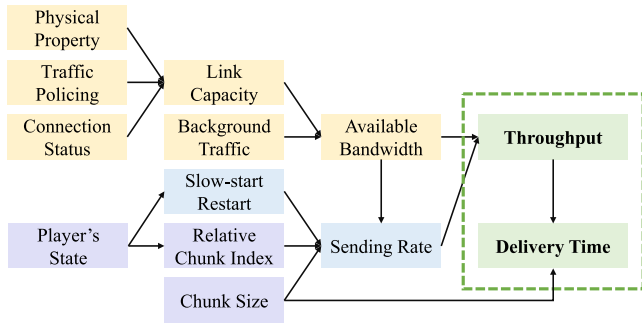 Physical
Property
Traffic
Policing
Connection
Status
Link
Capacity
Background
Traffic
Available
Bandwidth
Throughput
Slow-start
Restart
Player's
State
Relative
Chunk Index
Sending Rate
Delivery Time
Chunk Size